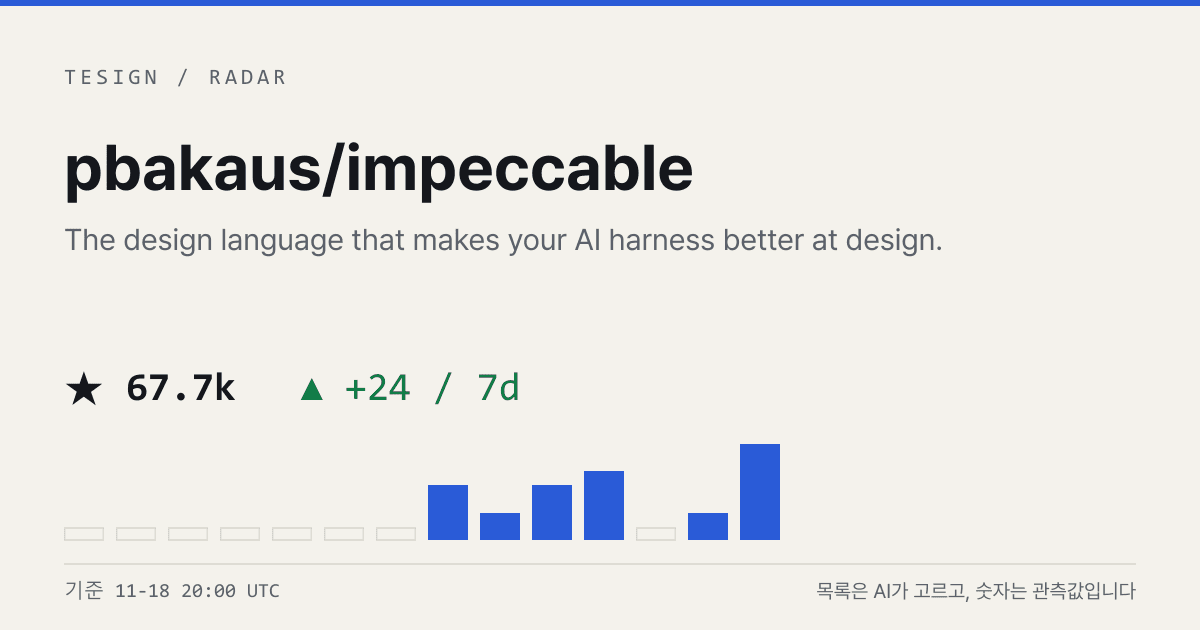 TESIGN / RADAR
pbakaus/impeccable
The design language that makes your AI harness better at design.
★ 67.7k ▲ +24 / 7d
기준 11-18 20:00 UTC
목록은 AI가 고르고, 숫자는 관측값입니다